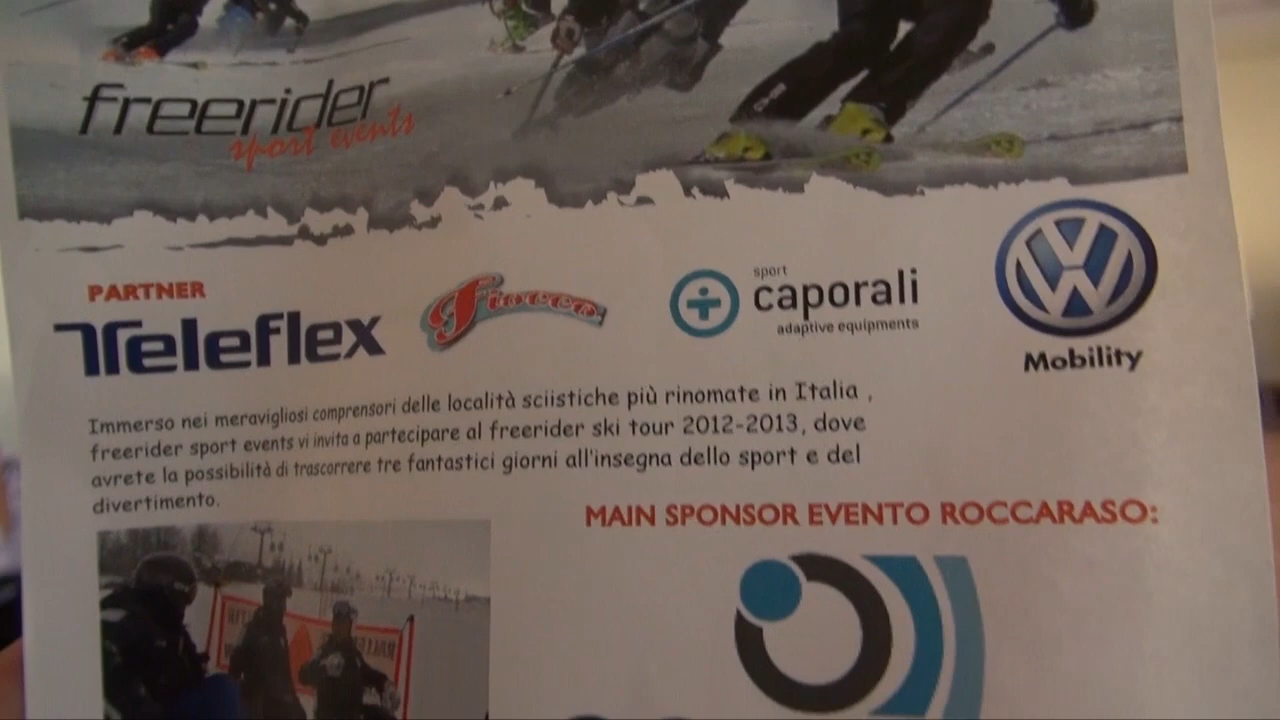 freerider
sport events
PARTNER
Teleflex
Fiocco
sport
caporali
adaptive equipments
Mobility
Immerso nei meravigliosi comprensori delle località sciistiche più rinomate in Italia ,
freerider sport events vi invita a partecipare al freerider ski tour 2012-2013, dove
avrete la possibilità di trascorrere tre fantastici giorni all'insegna dello sport e del
divertimento.
MAIN SPONSOR EVENTO ROCCARASO: